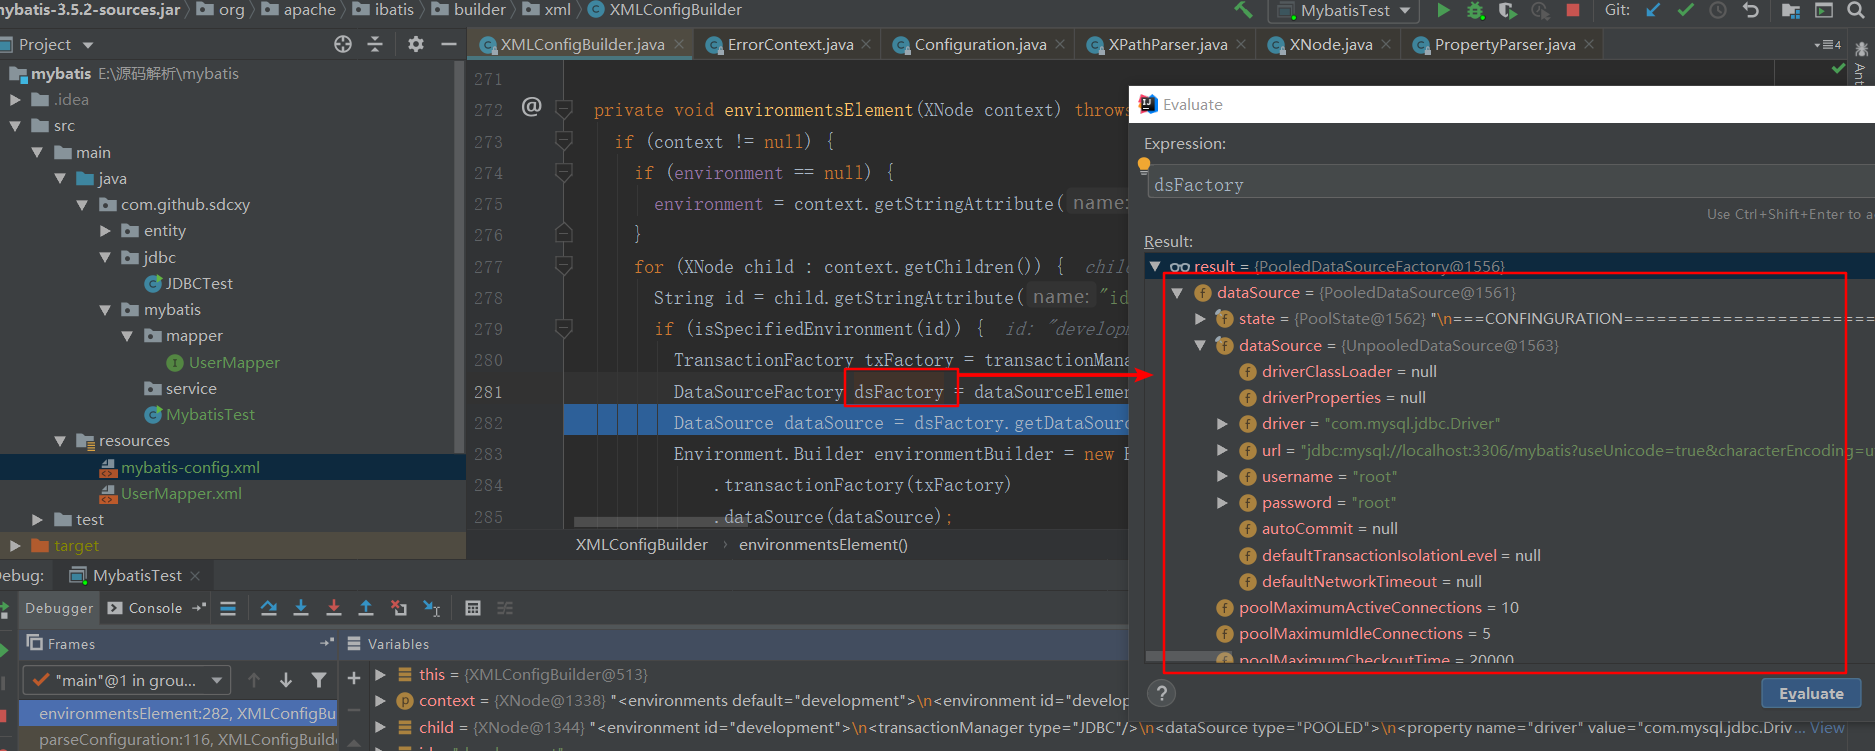 mybatis-3.5.2-sources.jar org apache ibatis builder xml XMLConfigBuilder MybatisTest Git:
Project
XMLConfigBuilder.java ErrorContext.java Configuration.java XPathParser.java XNode.java PropertyParser.java 4
Ant
mybatis E:\源码解析\mybatis
.idea
src
main
java
com.github.sdcxy
entity
jdbc
JDBCTest
mybatis
mapper
UserMapper
service
MybatisTest
resources
mybatis-config.xml
UserMapper.xml
test
target
271
272 @ private void environmentsElement(XNode context) throws
273 if (context != null) {
274 if (environment == null) {
275 environment = context.getStringAttribute( name:
276 }
277 for (XNode child : context.getChildren()) { chil
278 String id = child.getStringAttribute( name: "id
279 if (isSpecifiedEnvironment(id)) { id: "develop
280 TransactionFactory txFactory = transactionMana
281 DataSourceFactory dsFactory = dataSourceElemen
282 DataSource dataSource = dsFactory.getDataSourc
283 Environment.Builder environmentBuilder = new E
284 .transactionFactory(txFactory)
285 .dataSource(dataSource);
XMLConfigBuilder › environmentsElement()
Evaluate
Expression:
dsFactory
Use Ctrl+Shift+Enter to a
Result:
result = {PooledDataSourceFactory@1556}
dataSource = {PooledDataSource@1561}
state = {PoolState@1562} "\n===CONFINGURATION=======================
dataSource = {UnpooledDataSource@1563}
driverClassLoader = null
driverProperties = null
driver = "com.mysql.jdbc.Driver"
url = "jdbc:mysql://localhost:3306/mybatis?useUnicode=true&characterEncoding=u
username = "root"
password = "root"
autoCommit = null
defaultTransactionIsolationLevel = null
defaultNetworkTimeout = null
poolMaximumActiveConnections = 10
poolMaximumIdleConnections = 5
poolMaximumCheckoutTime = 20000
? Evaluate
ebug: MybatisTest
Debugger Console
Frames Variables
"main"@1 in grou...
environmentsElement:282, XMLConfigBu
parseConfiguration:116, XMLConfigBuild
this = {XMLConfigBuilder@513}
context = {XNode@1338} "<environments default="development">\n<environment id="develop
child = {XNode@1344} "<environment id="development">\n<transactionManager type="JDBC"/>\n<dataSource type="POOLED">\n<property name="driver" value="com.mysql.jdbc.Driv... View